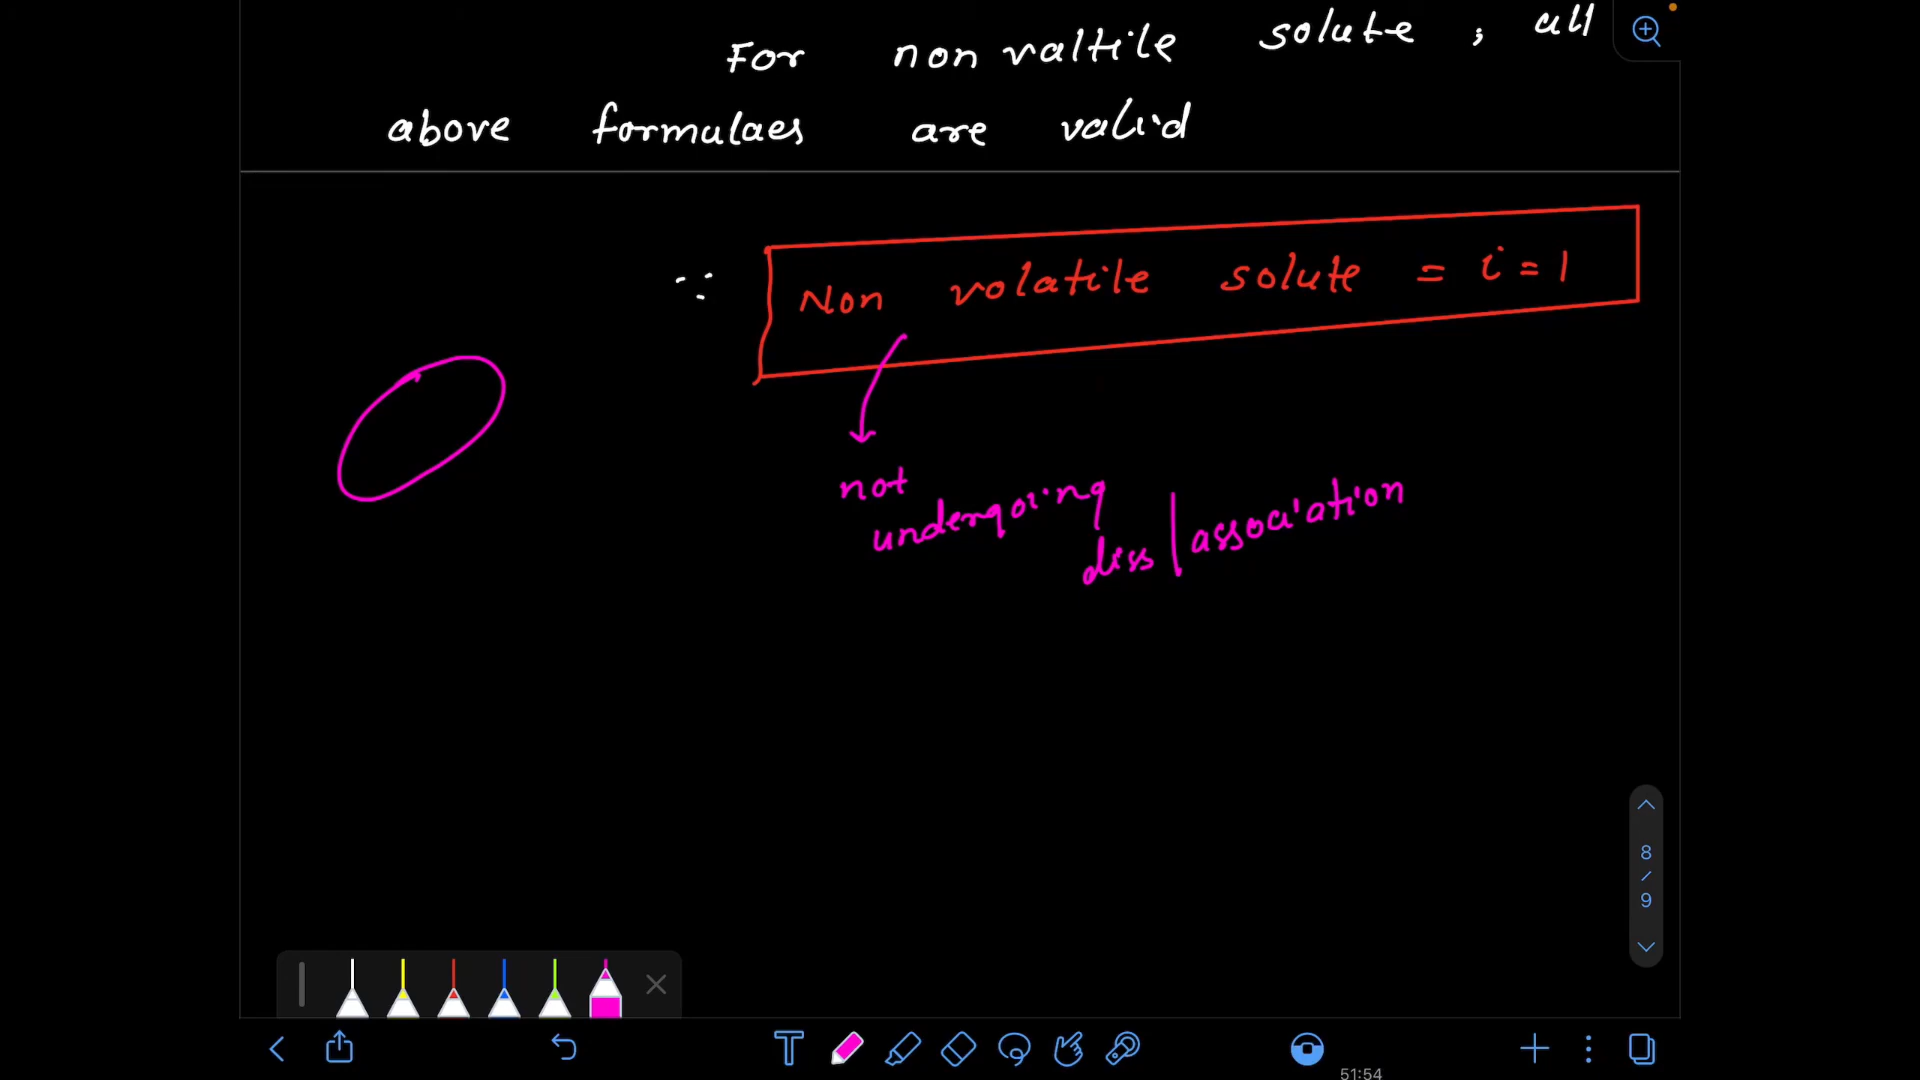 For non valtile solute ; all
above formulaes are valid
∵ Non volatile solute = i = 1
not
undergoing
diss | association
8
/
9
T
51:54